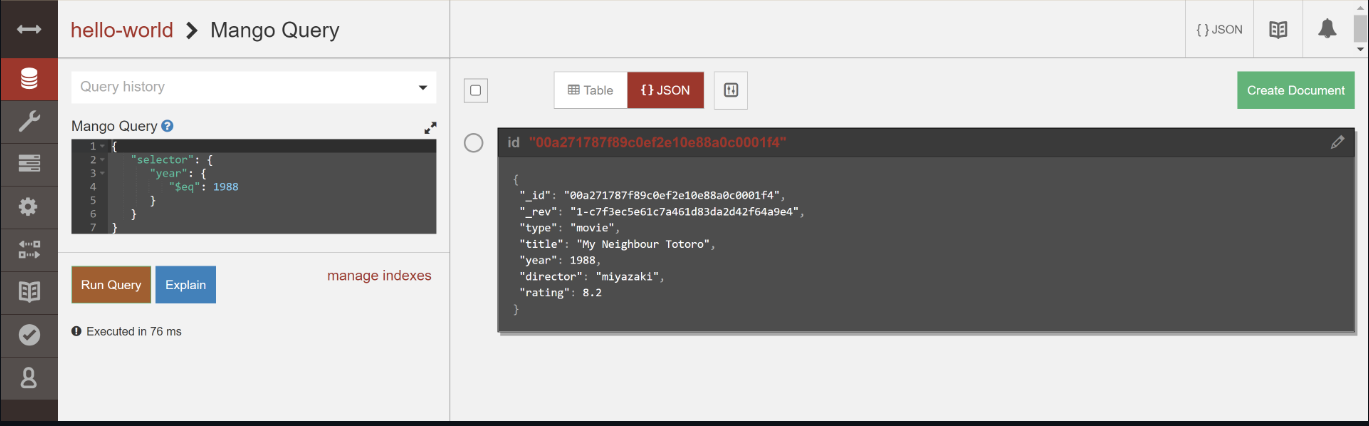 hello-world > Mango Query
{ } JSON
Query history
Table
{ } JSON
Create Document
Mango Query ?
1 {
2 "selector": {
3 "year": {
4 "$eq": 1988
5 }
6 }
7 }
Run Query
Explain
manage indexes
Executed in 76 ms
id "00a271787f89c0ef2e10e88a0c0001f4"
{
"_id": "00a271787f89c0ef2e10e88a0c0001f4",
"_rev": "1-c7f3ec5e61c7a461d83da2d42f64a9e4",
"type": "movie",
"title": "My Neighbour Totoro",
"year": 1988,
"director": "miyazaki",
"rating": 8.2
}